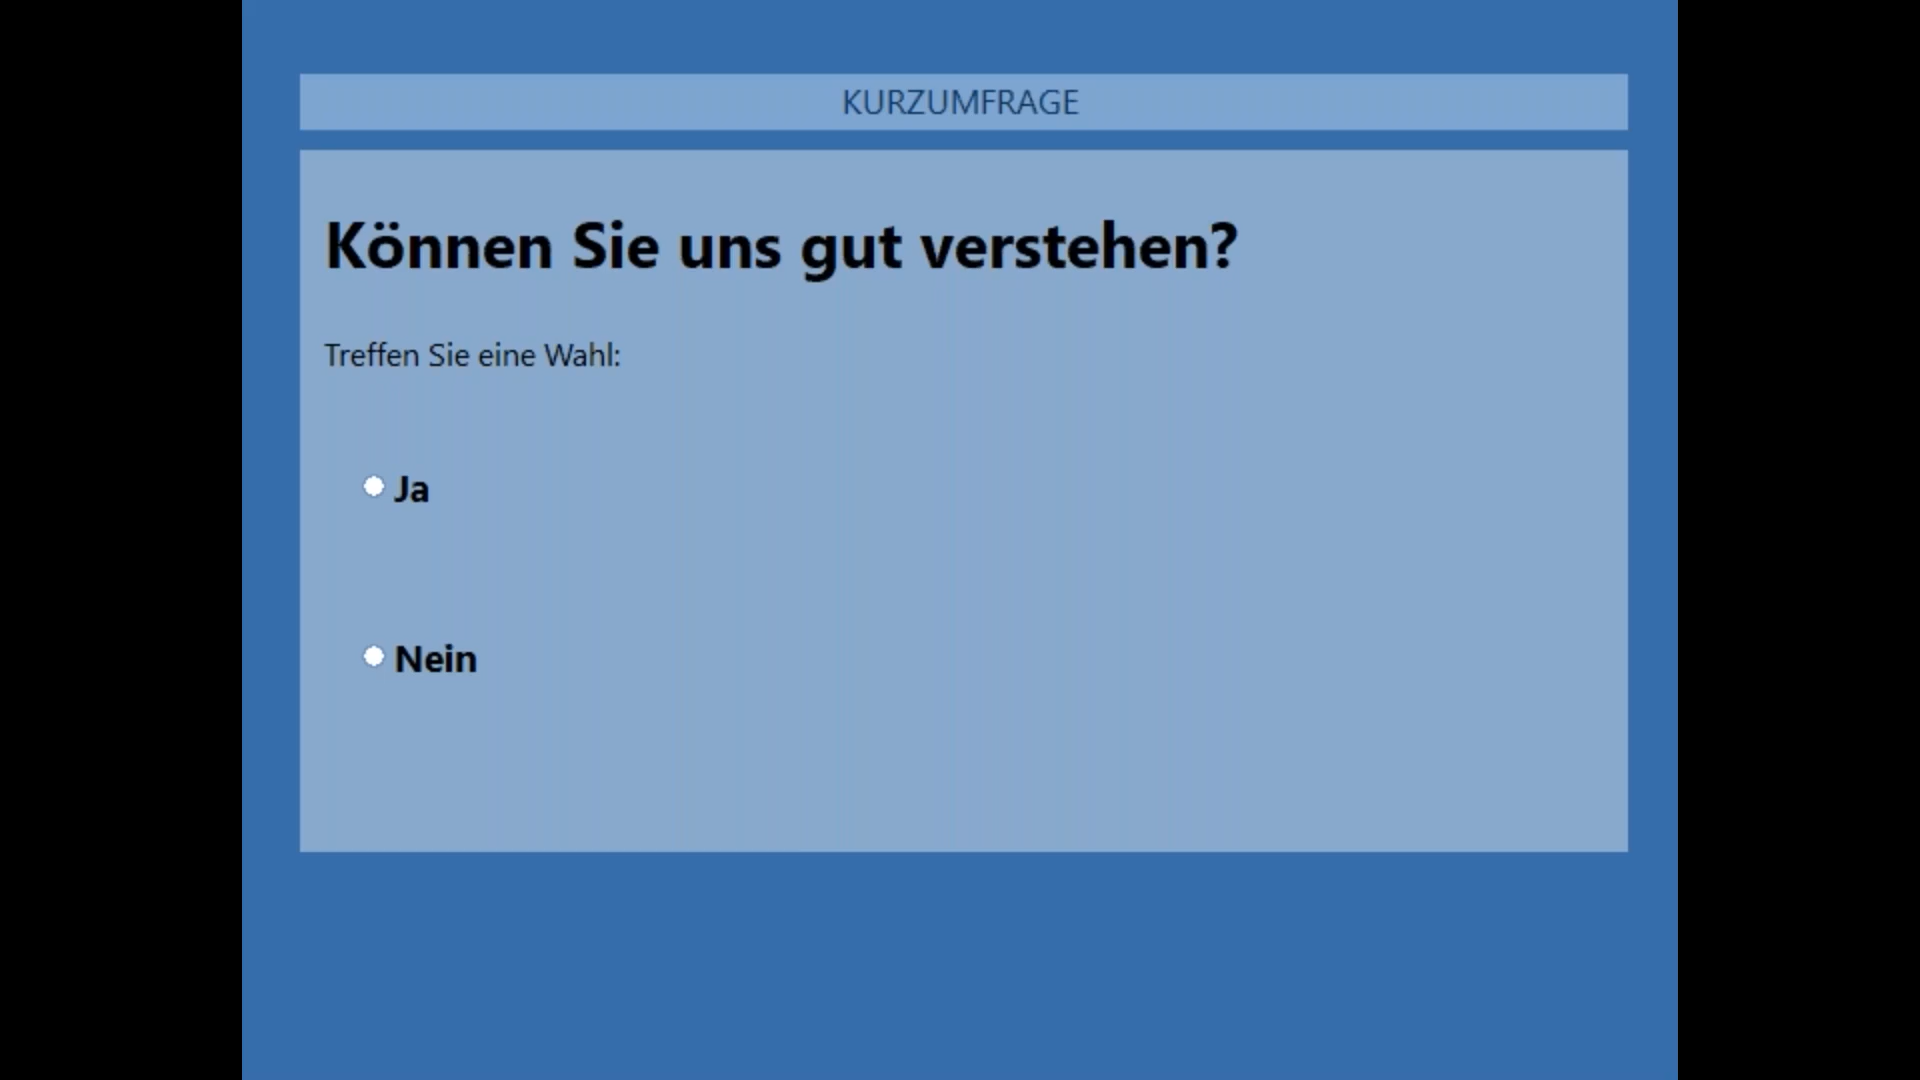 KURZUMFRAGE
Können Sie uns gut verstehen?
Treffen Sie eine Wahl:
Ja
Nein